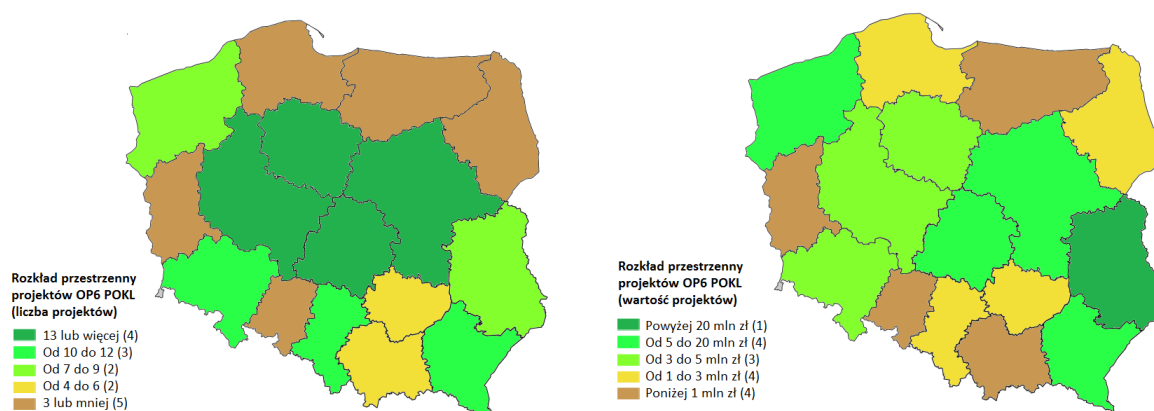 Rozkład przestrzenny
projektów OP6 POKL
(liczba projektów)
13 lub więcej (4)
Od 10 do 12 (3)
Od 7 do 9 (2)
Od 4 do 6 (2)
3 lub mniej (5)
Rozkład przestrzenny
projektów OP6 POKL
(wartość projektów)
Powyżej 20 mln zł (1)
Od 5 do 20 mln zł (4)
Od 3 do 5 mln zł (3)
Od 1 do 3 mln zł (4)
Poniżej 1 mln zł (4)